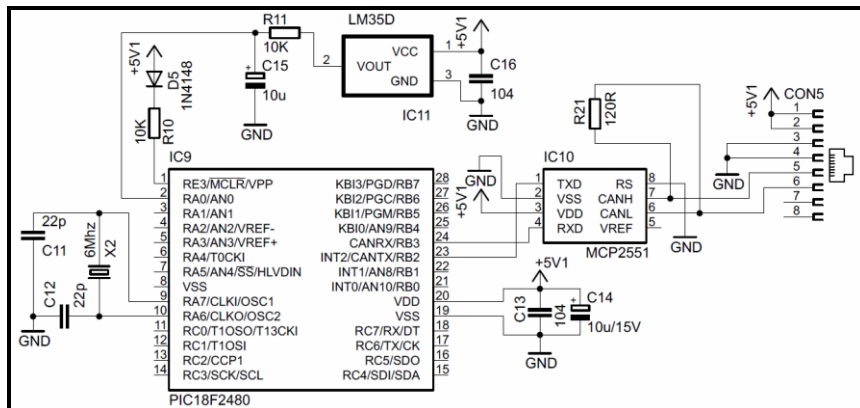 R11
10K
LM35D
VCC
VOUT
GND
1
2
3
IC11
+5V1
C16
104
GND
+5V1
D5
1N4148
10K
R10
C15
+
10u
GND
R21
120R
+5V1
CON5
1
2
3
4
5
6
7
8
GND
IC9
1 RE3/MCLR/VPP
2 RA0/AN0
3 RA1/AN1
4 RA2/AN2/VREF-
5 RA3/AN3/VREF+
6 RA4/T0CKI
7 RA5/AN4/SS/HLVDIN
8 VSS
9 RA7/CLKI/OSC1
10 RA6/CLKO/OSC2
11 RC0/T1OSO/T13CKI
12 RC1/T1OSI
13 RC2/CCP1
14 RC3/SCK/SCL
KBI3/PGD/RB7 28
KBI2/PGC/RB6 27
KBI1/PGM/RB5 26
KBI0/AN9/RB4 25
CANRX/RB3 24
INT2/CANTX/RB2 23
INT1/AN8/RB1 22
INT0/AN10/RB0 21
VDD 20
VSS 19
RC7/RX/DT 18
RC6/TX/CK 17
RC5/SDO 16
RC4/SDI/SDA 15
PIC18F2480
22p
C11
6Mhz
X2
C12
22p
GND
GND
+5V1
IC10
1 TXD
2 VSS
3 VDD
4 RXD
RS 8
CANH 7
CANL 6
VREF 5
MCP2551
GND
+5V1
C13
104
+
C14
10u/15V
GND